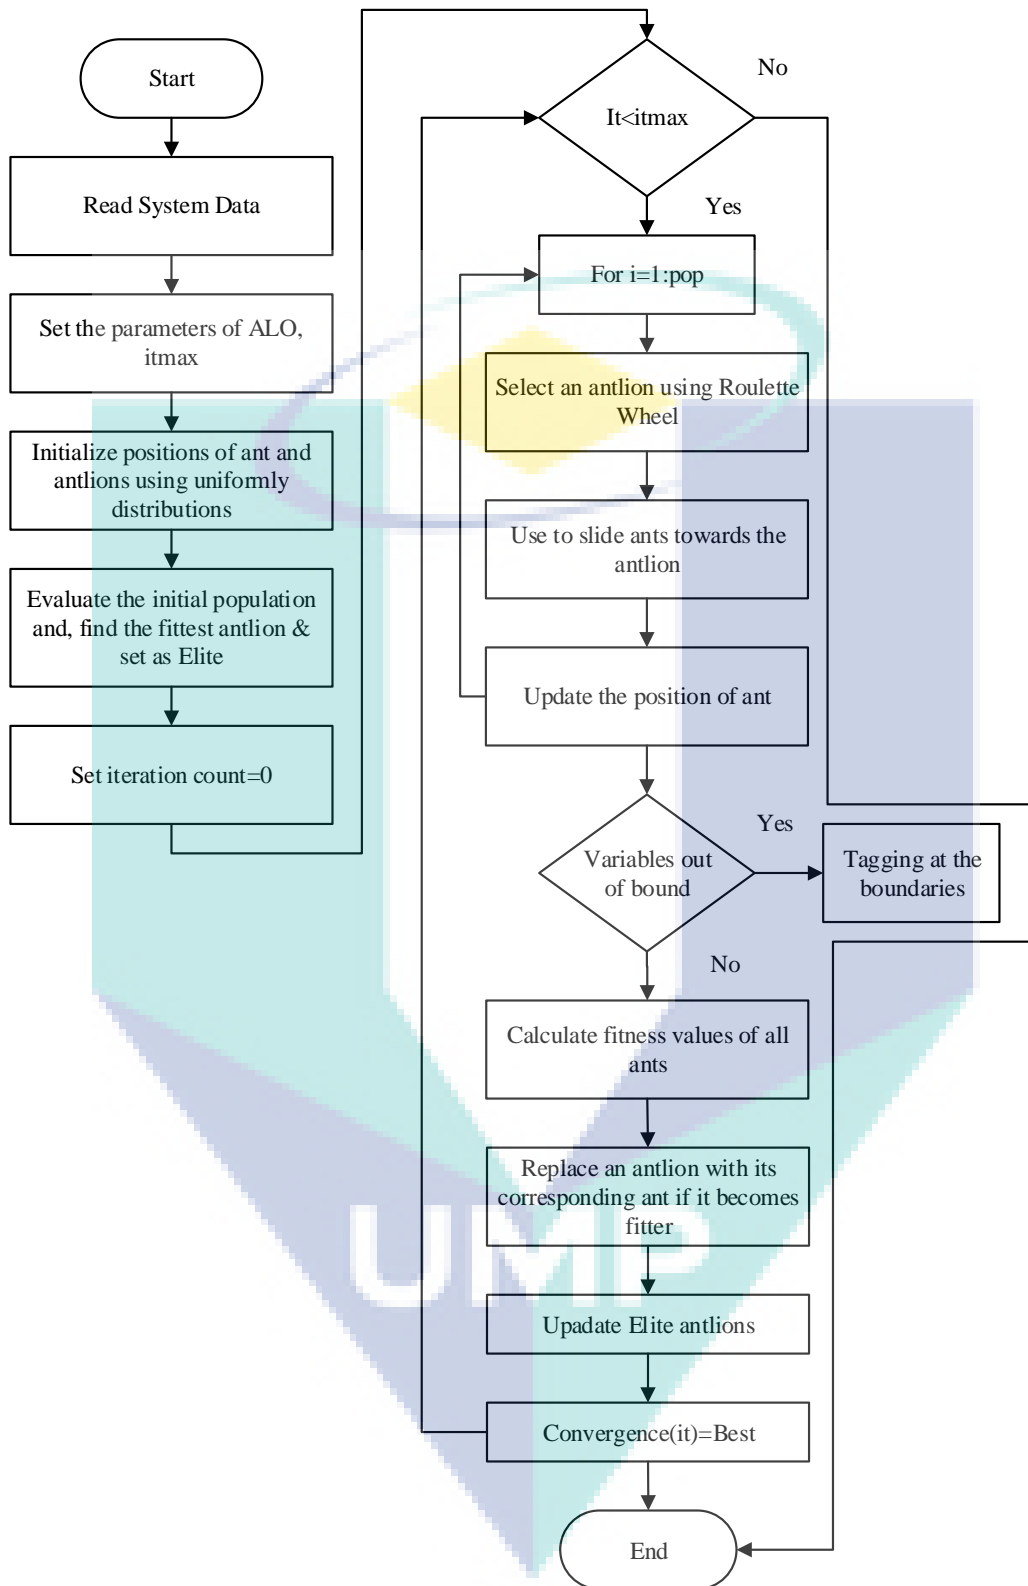 Start
Read System Data
Set the parameters of ALO,
itmax
Initialize positions of ant and
antlions using uniformly
distributions
Evaluate the initial population
and, find the fittest antlion &
set as Elite
Set iteration count=0
It<itmax
No
Yes
For i=1:pop
Select an antlion using Roulette
Wheel
Use to slide ants towards the
antlion
Update the position of ant
Variables out
of bound
Yes
Tagging at the
boundaries
No
Calculate fitness values of all
ants
Replace an antlion with its
corresponding ant if it becomes
fitter
Upadate Elite antlions
Convergence(it)=Best
End
UMP